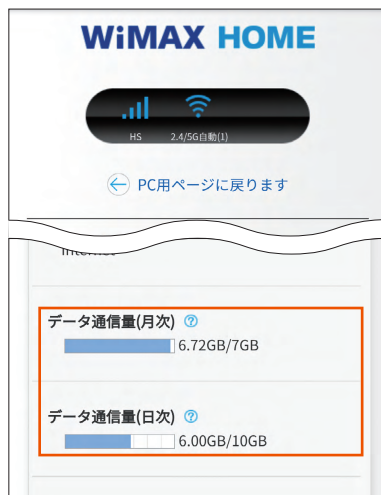 WiMAX HOME
HS 2.4/5G自動(1)
PC用ページに戻ります
Internet
データ通信量(月次) ?
6.72GB/7GB
データ通信量(日次) ?
6.00GB/10GB